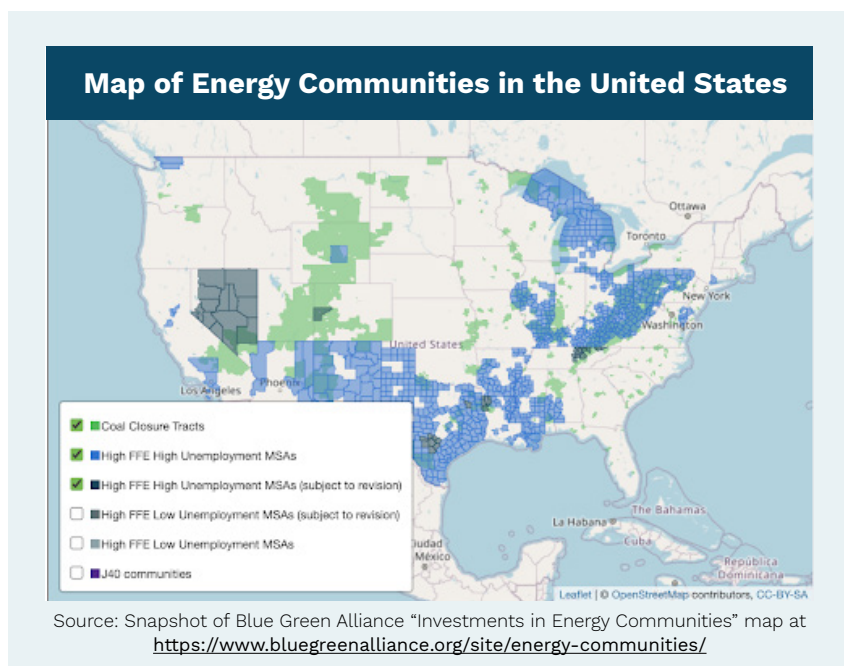 Map of Energy Communities in the United States
Ottawa
Toronto
New York
Washington
United States
Los Angeles
Phoenix
Coal Closure Tracts
High FFE High Unemployment MSAs
High FFE High Unemployment MSAs (subject to revision)
High FFE Low Unemployment MSAs (subject to revision)
High FFE Low Unemployment MSAs
J40 communities
The Bahamas
La Habana
Cuba
Ciudad
México
República
Dominicana
Leaflet | © OpenStreetMap contributors, CC-BY-SA
Source: Snapshot of Blue Green Alliance “Investments in Energy Communities” map at
https://www.bluegreenalliance.org/site/energy-communities/